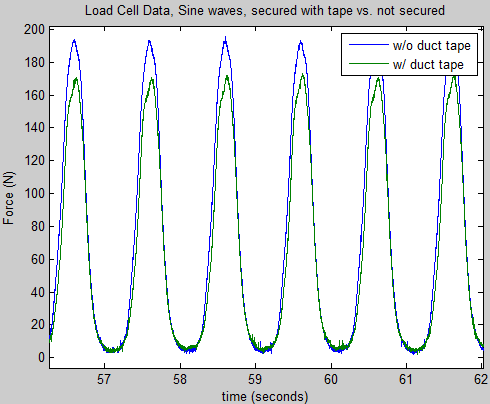 Load Cell Data, Sine waves, secured with tape vs. not secured
200
180
160
140
120
100
80
60
40
20
0
Force (N)
w/o duct tape
w/ duct tape
57 58 59 60 61 62
time (seconds)